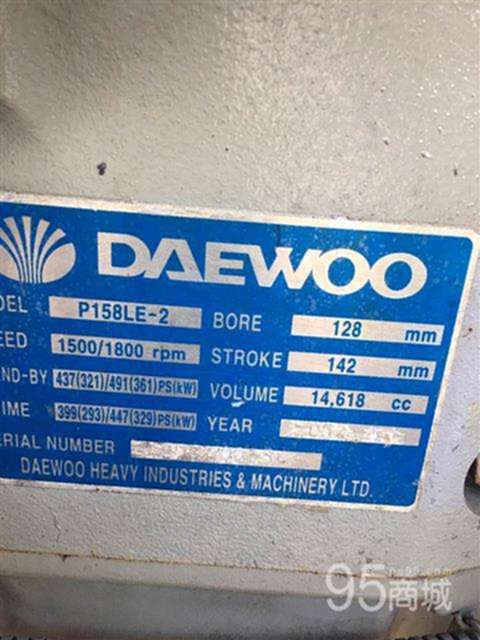 DAEWOO
DEL P158LE-2 BORE 128 mm
EED 1500/1800 rpm STROKE 142 mm
ND-BY 437(321)/491(361)PS(kW) VOLUME 14,618 cc
IME 399(293)/447(329)PS(kW) YEAR
ERIAL NUMBER
DAEWOO HEAVY INDUSTRIES & MACHINERY LTD.
95商城